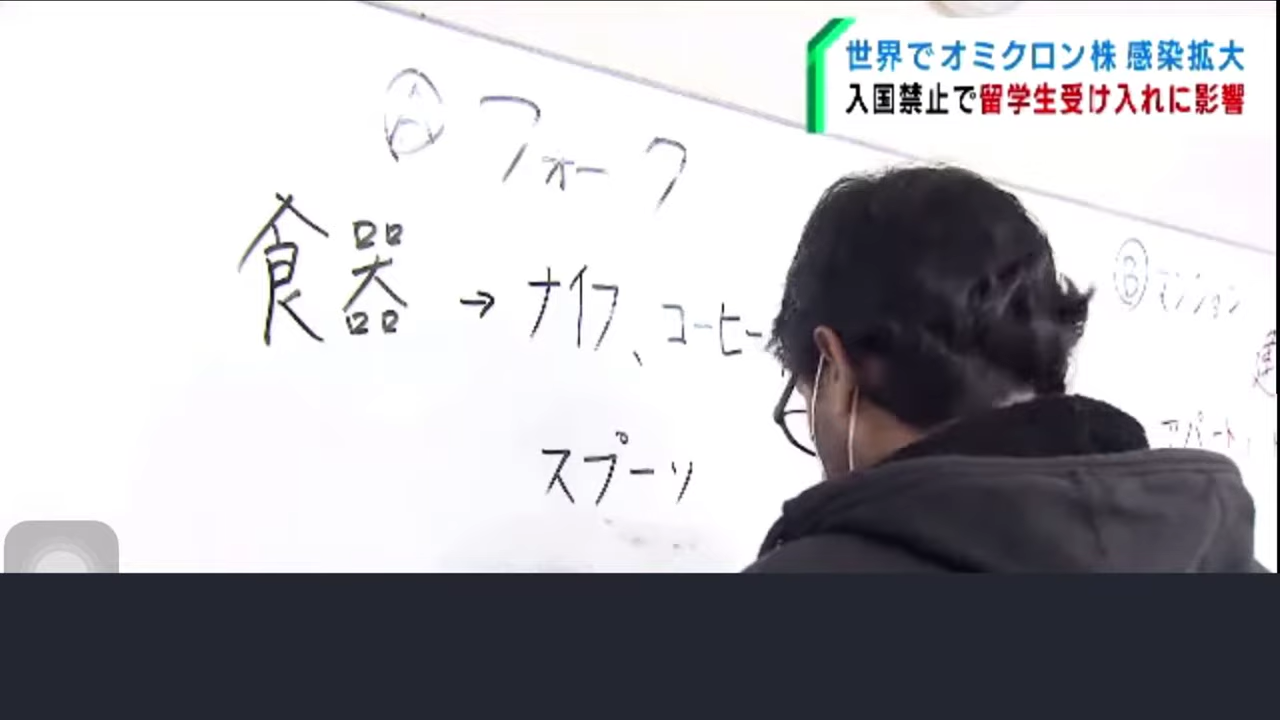 世界でオミクロン株 感染拡大
入国禁止で留学生受け入れに影響
Ⓐ フォーク
食器 → ナイフ、コーヒー
スプーソ
Ⓑ マンション
アパート